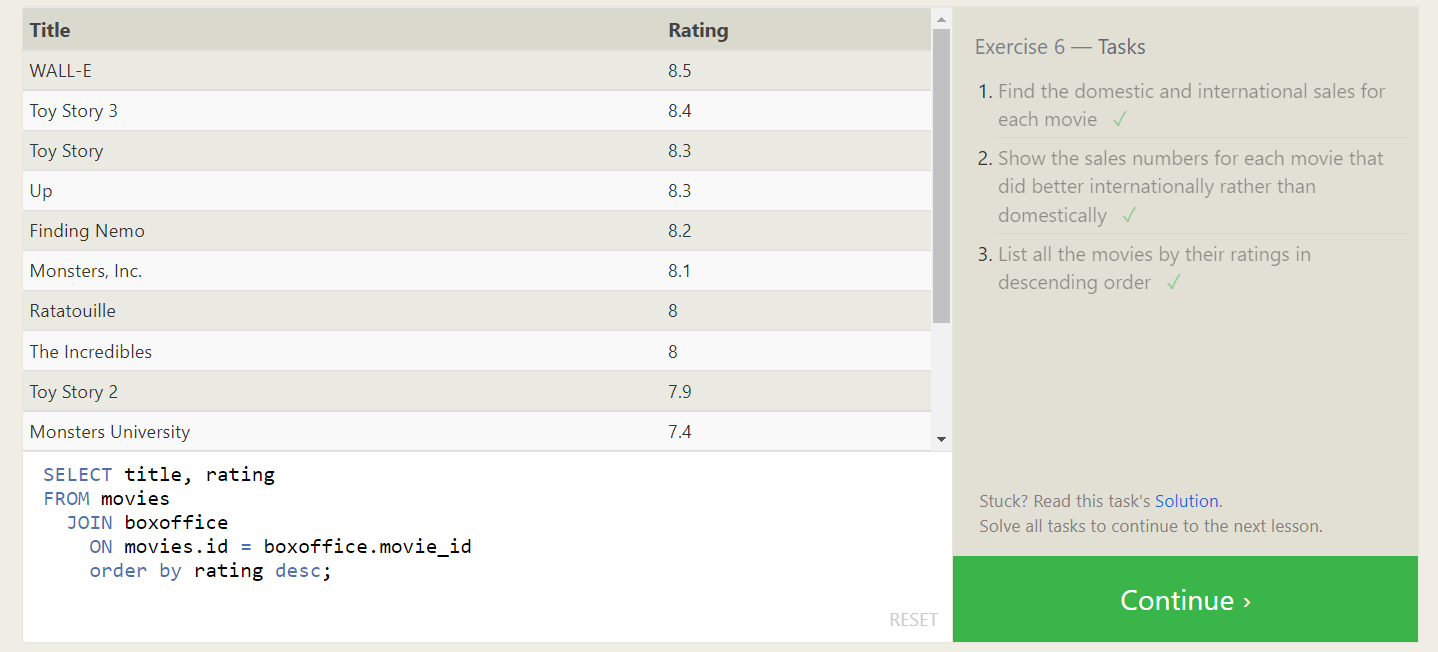 Title Rating
WALL-E 8.5
Toy Story 3 8.4
Toy Story 8.3
Up 8.3
Finding Nemo 8.2
Monsters, Inc. 8.1
Ratatouille 8
The Incredibles 8
Toy Story 2 7.9
Monsters University 7.4
SELECT title, rating
FROM movies
JOIN boxoffice
ON movies.id = boxoffice.movie_id
order by rating desc;
RESET
Exercise 6 — Tasks
1. Find the domestic and international sales for
each movie ✓
2. Show the sales numbers for each movie that
did better internationally rather than
domestically ✓
3. List all the movies by their ratings in
descending order ✓
Stuck? Read this task's Solution.
Solve all tasks to continue to the next lesson.
Continue ›